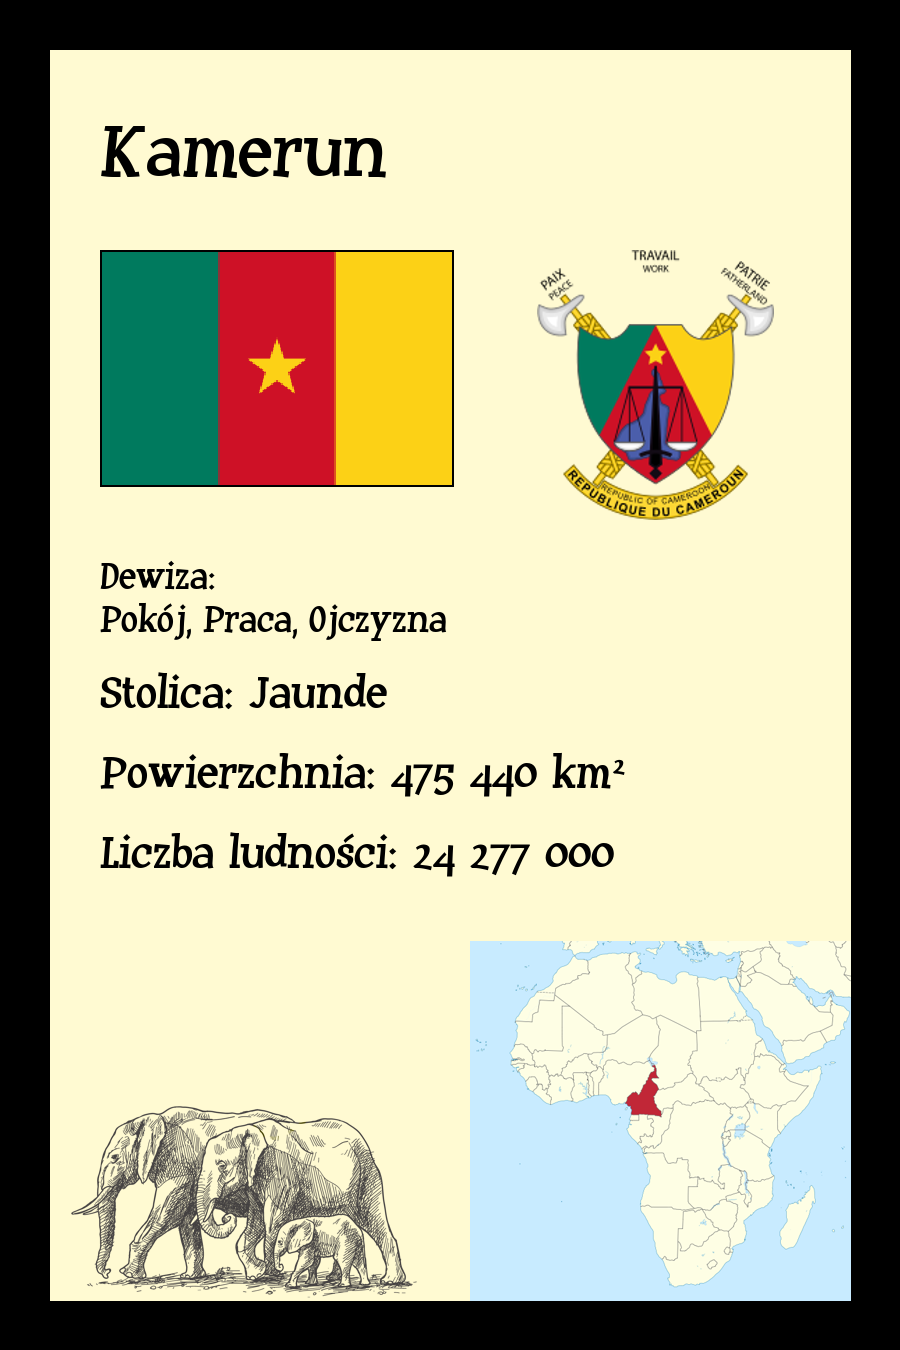 Kamerun
TRAVAIL
WORK
PAIX
PEACE
PATRIE
FATHERLAND
REPUBLIC OF CAMEROON
REPUBLIQUE DU CAMEROUN
Dewiza:
Pokój, Praca, Ojczyzna
Stolica: Jaunde
Powierzchnia: 475 440 km²
Liczba ludności: 24 277 000